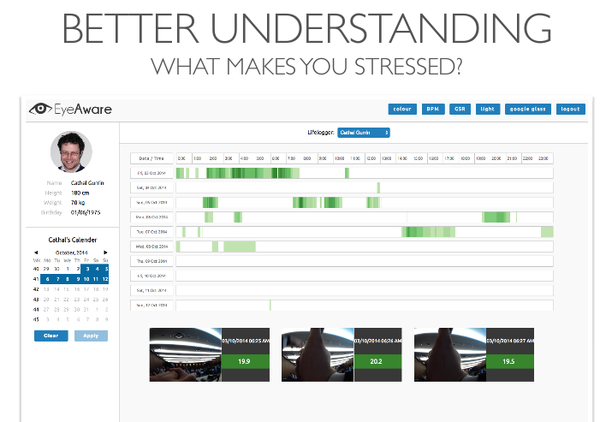 BETTER UNDERSTANDING
WHAT MAKES YOU STRESSED?
EyeAware
colour BPM GSR light google glass logout
Lifelogger: Cathal Gurrin
Name Cathal Gurrin
Height 180 cm
Weight 78 kg
Birthday 01/06/1975
Cathal's Calender
October, 2014
Mo Tu We Th Fr Sa Su
40 29 30 1 2 3 4 5
41 6 7 8 9 10 11 12
42 13 14 15 16 17 18 19
43 20 21 22 23 24 25 26
44 27 28 29 30 31 1 2
45 3 4 5 6 7 8 9
Clear Apply
Date / Time 0:00 1:00 2:00 3:00 4:00 5:00 6:00 7:00 8:00 9:00 10:00 11:00 12:00 13:00 14:00 15:00 16:00 17:00 18:00 19:00 20:00 21:00 22:00 23:00
Fri, 03 Oct 2014
Sat, 04 Oct 2014
Sun, 05 Oct 2014
Mon, 06 Oct 2014
Tue, 07 Oct 2014
Wed, 08 Oct 2014
Thu, 09 Oct 2014
Fri, 10 Oct 2014
Sat, 11 Oct 2014
Sun, 12 Oct 2014
03/10/2014 06:25 AM 03/10/2014 06:26 AM 03/10/2014 06:27 AM
19.9 20.2 19.5